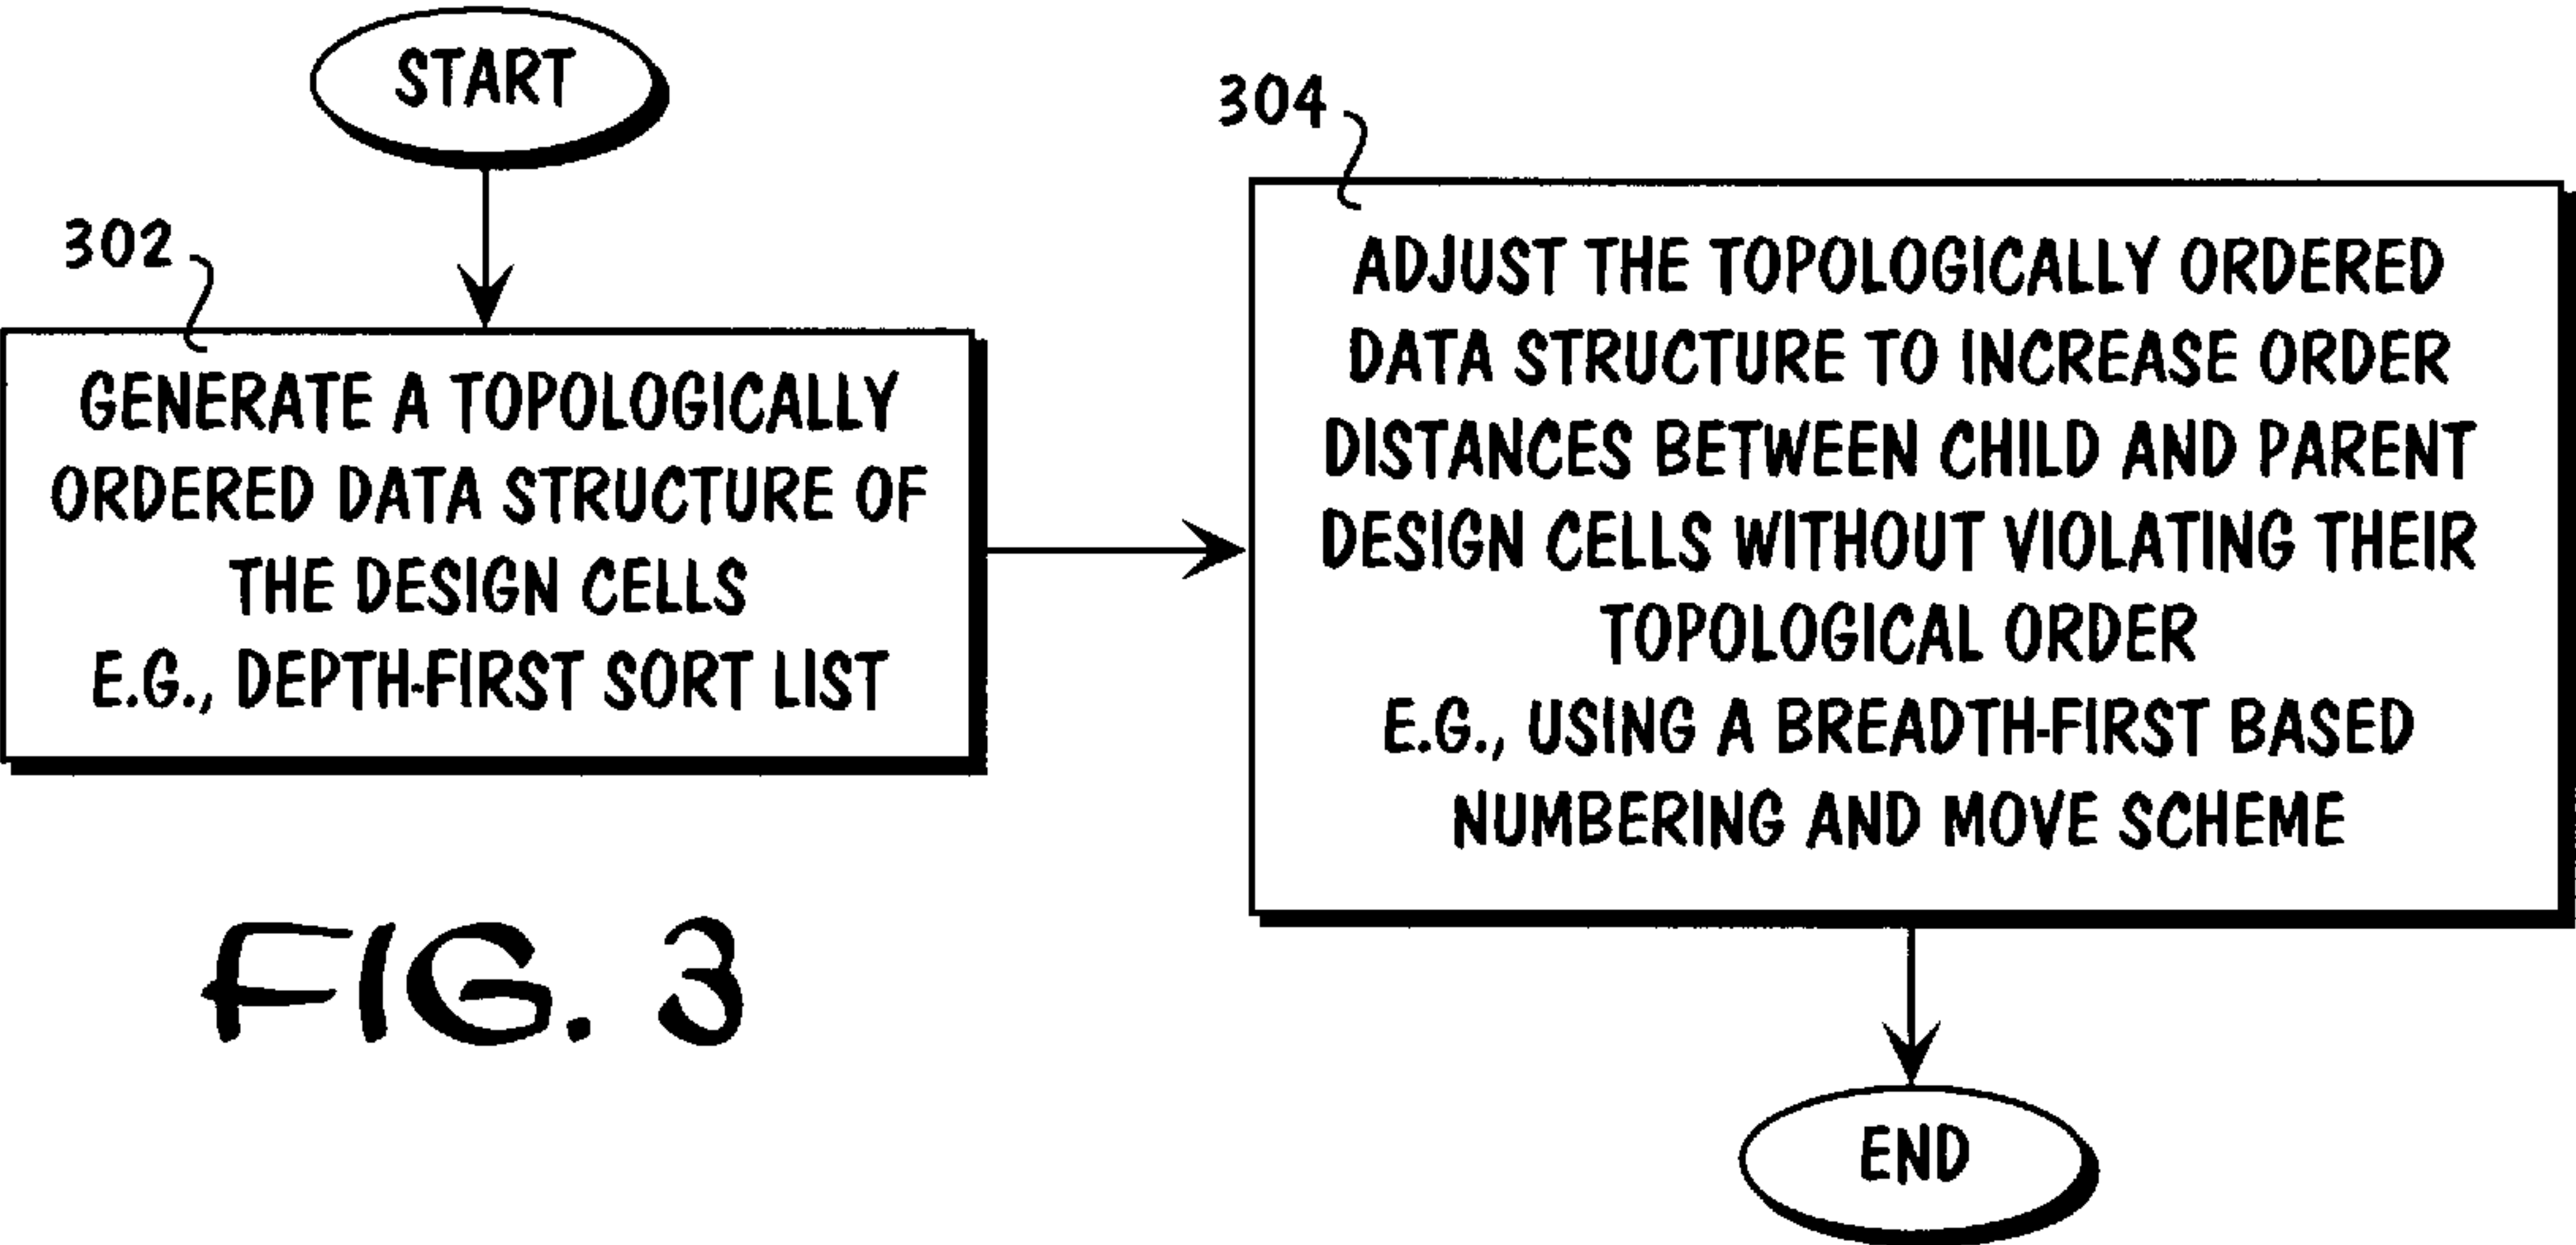 START
302
GENERATE A TOPOLOGICALLY
ORDERED DATA STRUCTURE OF
THE DESIGN CELLS
E.G., DEPTH-FIRST SORT LIST
304
ADJUST THE TOPOLOGICALLY ORDERED
DATA STRUCTURE TO INCREASE ORDER
DISTANCES BETWEEN CHILD AND PARENT
DESIGN CELLS WITHOUT VIOLATING THEIR
TOPOLOGICAL ORDER
E.G., USING A BREADTH-FIRST BASED
NUMBERING AND MOVE SCHEME
END
FIG. 3